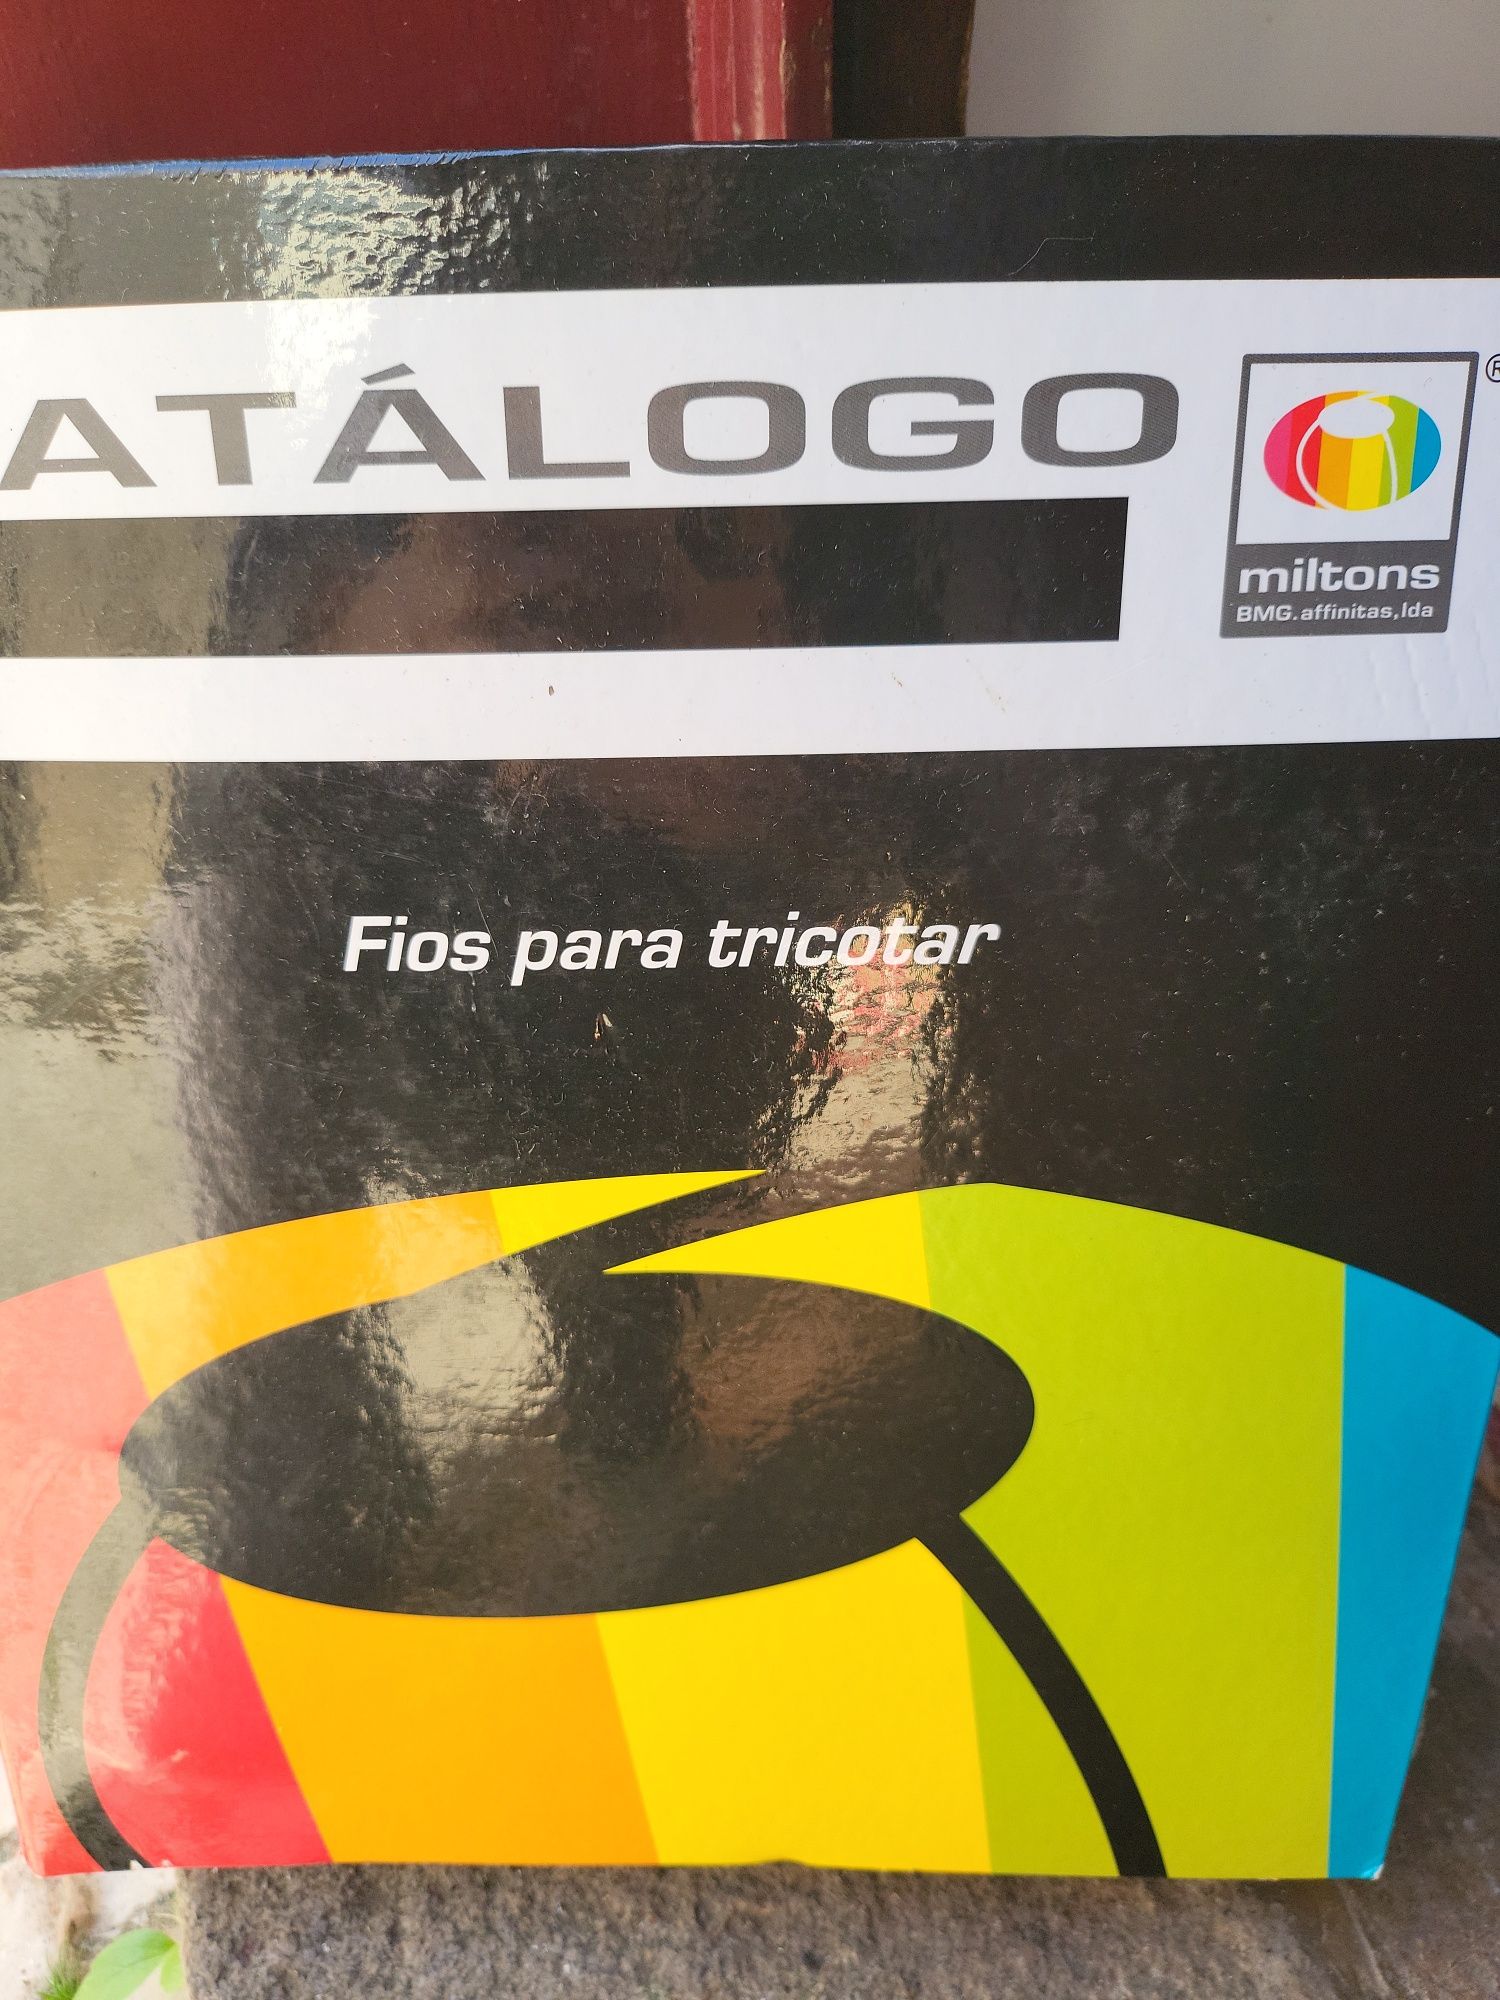 ATÁLOGO
®
miltons
BMG.affinitas,lda
Fios para tricotar